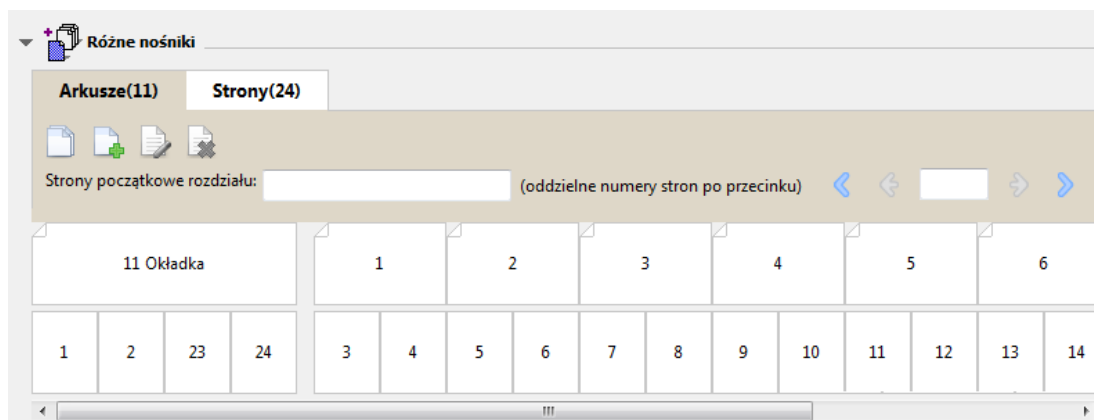 Różne nośniki
Arkusze(11) Strony(24)
Strony początkowe rozdziału: (oddzielne numery stron po przecinku)
11 Okładka 1 2 3 4 5 6
1 2 23 24 3 4 5 6 7 8 9 10 11 12 13 14